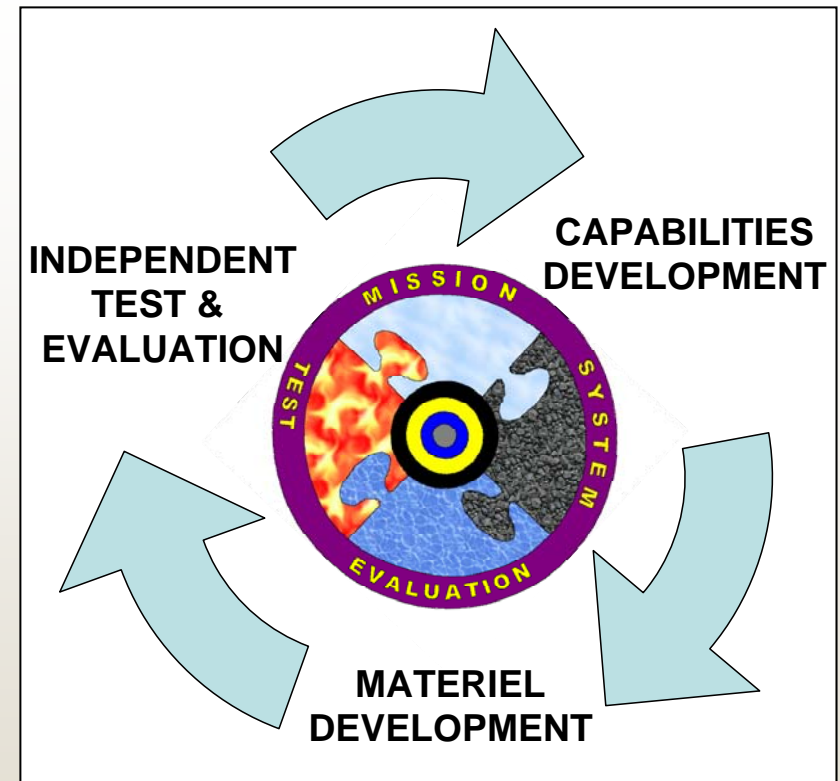 CAPABILITIES
DEVELOPMENT
INDEPENDENT
TEST &
EVALUATION
MISSION
TEST
SYSTEM
EVALUATION
MATERIEL
DEVELOPMENT